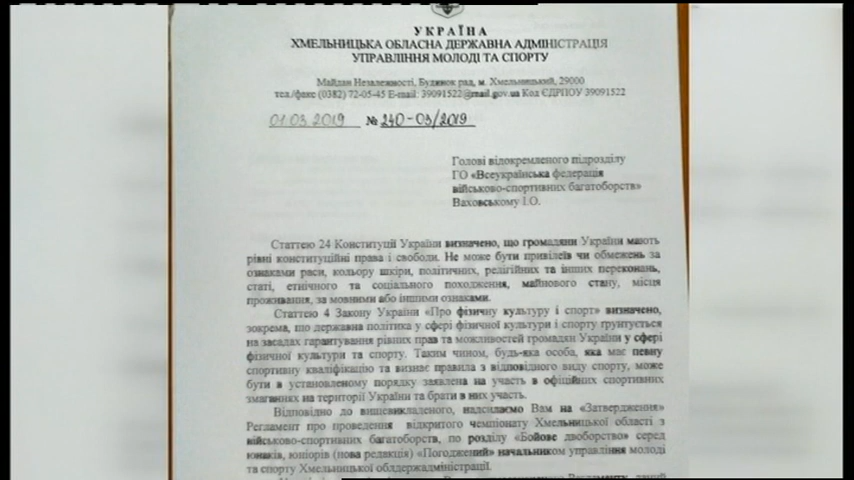 УКРАЇНА
ХМЕЛЬНИЦЬКА ОБЛАСНА ДЕРЖАВНА АДМІНІСТРАЦІЯ
УПРАВЛІННЯ МОЛОДІ ТА СПОРТУ
Майдан Незалежності, Будинок рад, м. Хмельницький, 29000
тел./факс (0382) 72-05-45 E-mail: 39091522@mail.gov.ua Код ЄДРПОУ 39091522
01.03.2019 № 240-03/2019
Голові відокремленого підрозділу
ГО «Всеукраїнська федерація
військово-спортивних багатоборств»
Ваховському І.О.
Статтею 24 Конституції України визначено, що громадяни України мають
рівні конституційні права і свободи. Не може бути привілеїв чи обмежень за
ознаками раси, кольору шкіри, політичних, релігійних та інших переконань,
статі, етнічного та соціального походження, майнового стану, місця
проживання, за мовними або іншими ознаками.
Статтею 4 Закону України «Про фізичну культуру і спорт» визначено,
зокрема, що державна політика у сфері фізичної культури і спорту ґрунтується
на засадах гарантування рівних прав та можливостей громадян України у сфері
фізичної культури та спорту. Таким чином, будь-яка особа, яка має певну
спортивну кваліфікацію та визнає правила з відповідного виду спорту, може
бути в установленому порядку заявлена на участь в офіційних спортивних
змаганнях на території України та брати в них участь.
Відповідно до вищевикладеного, надсилаємо Вам на «Затвердження»
Регламент про проведення відкритого чемпіонату Хмельницької області з
військово-спортивних багатоборств, по розділу «Бойове двоборство» серед
юнаків, юніорів (нова редакція) «Погоджений» начальником управління молоді
та спорту Хмельницької облдержадміністрації.